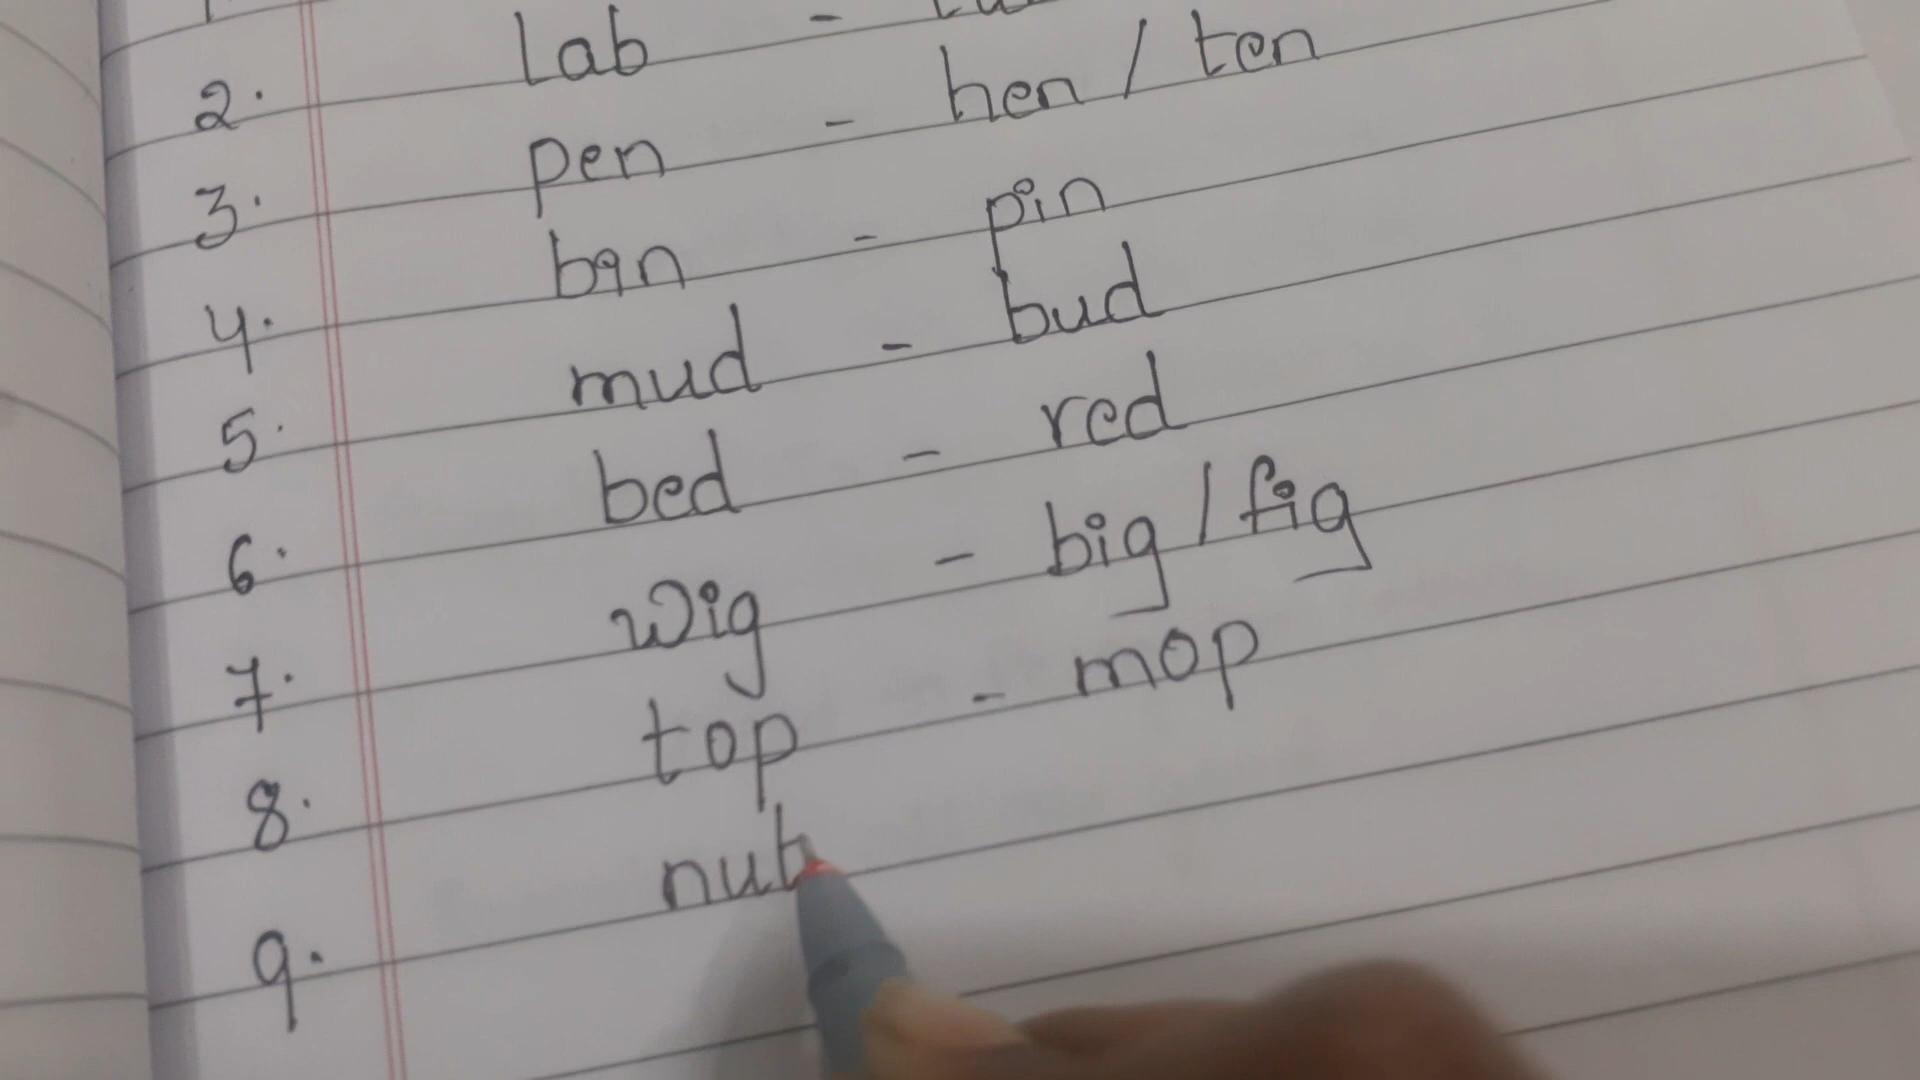 2. lab -
3. pen - hen / ten
4. bin - pin
5. mud - bud
6. bed - red
7. wig - big / fig
8. top - mop
9.